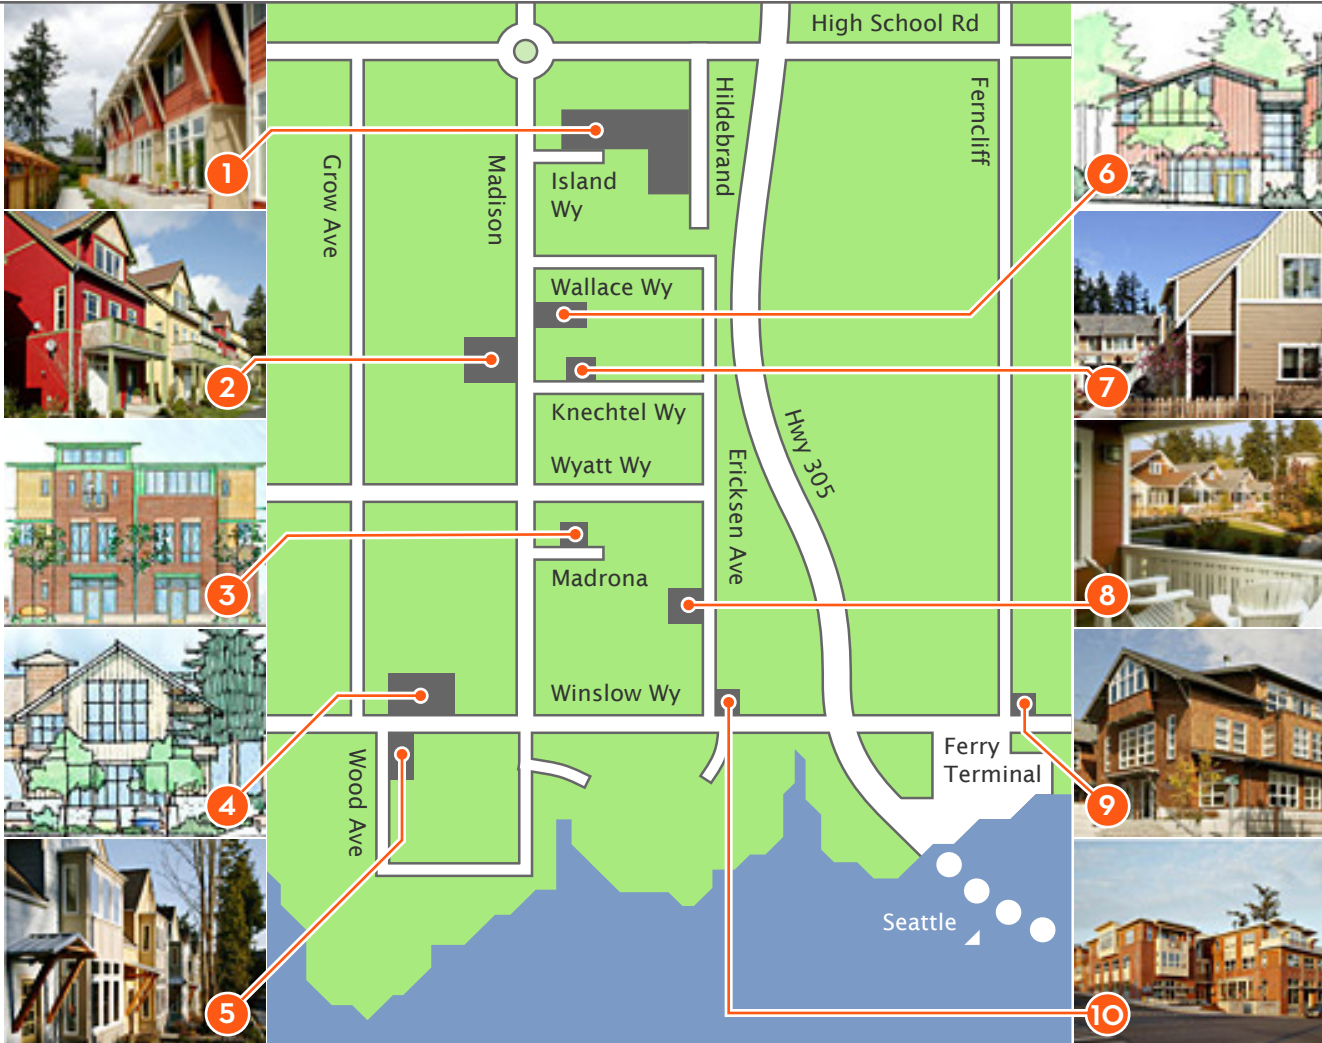 High School Rd
Hildebrand
Ferncliff
Grow Ave
Madison
1
Island
Wy
6
Wallace Wy
2
7
Knechtel Wy
Hwy 305
Wyatt Wy
Ericksen Ave
3
Madrona
8
Winslow Wy
4
Wood Ave
Ferry
Terminal
9
Seattle
5
10